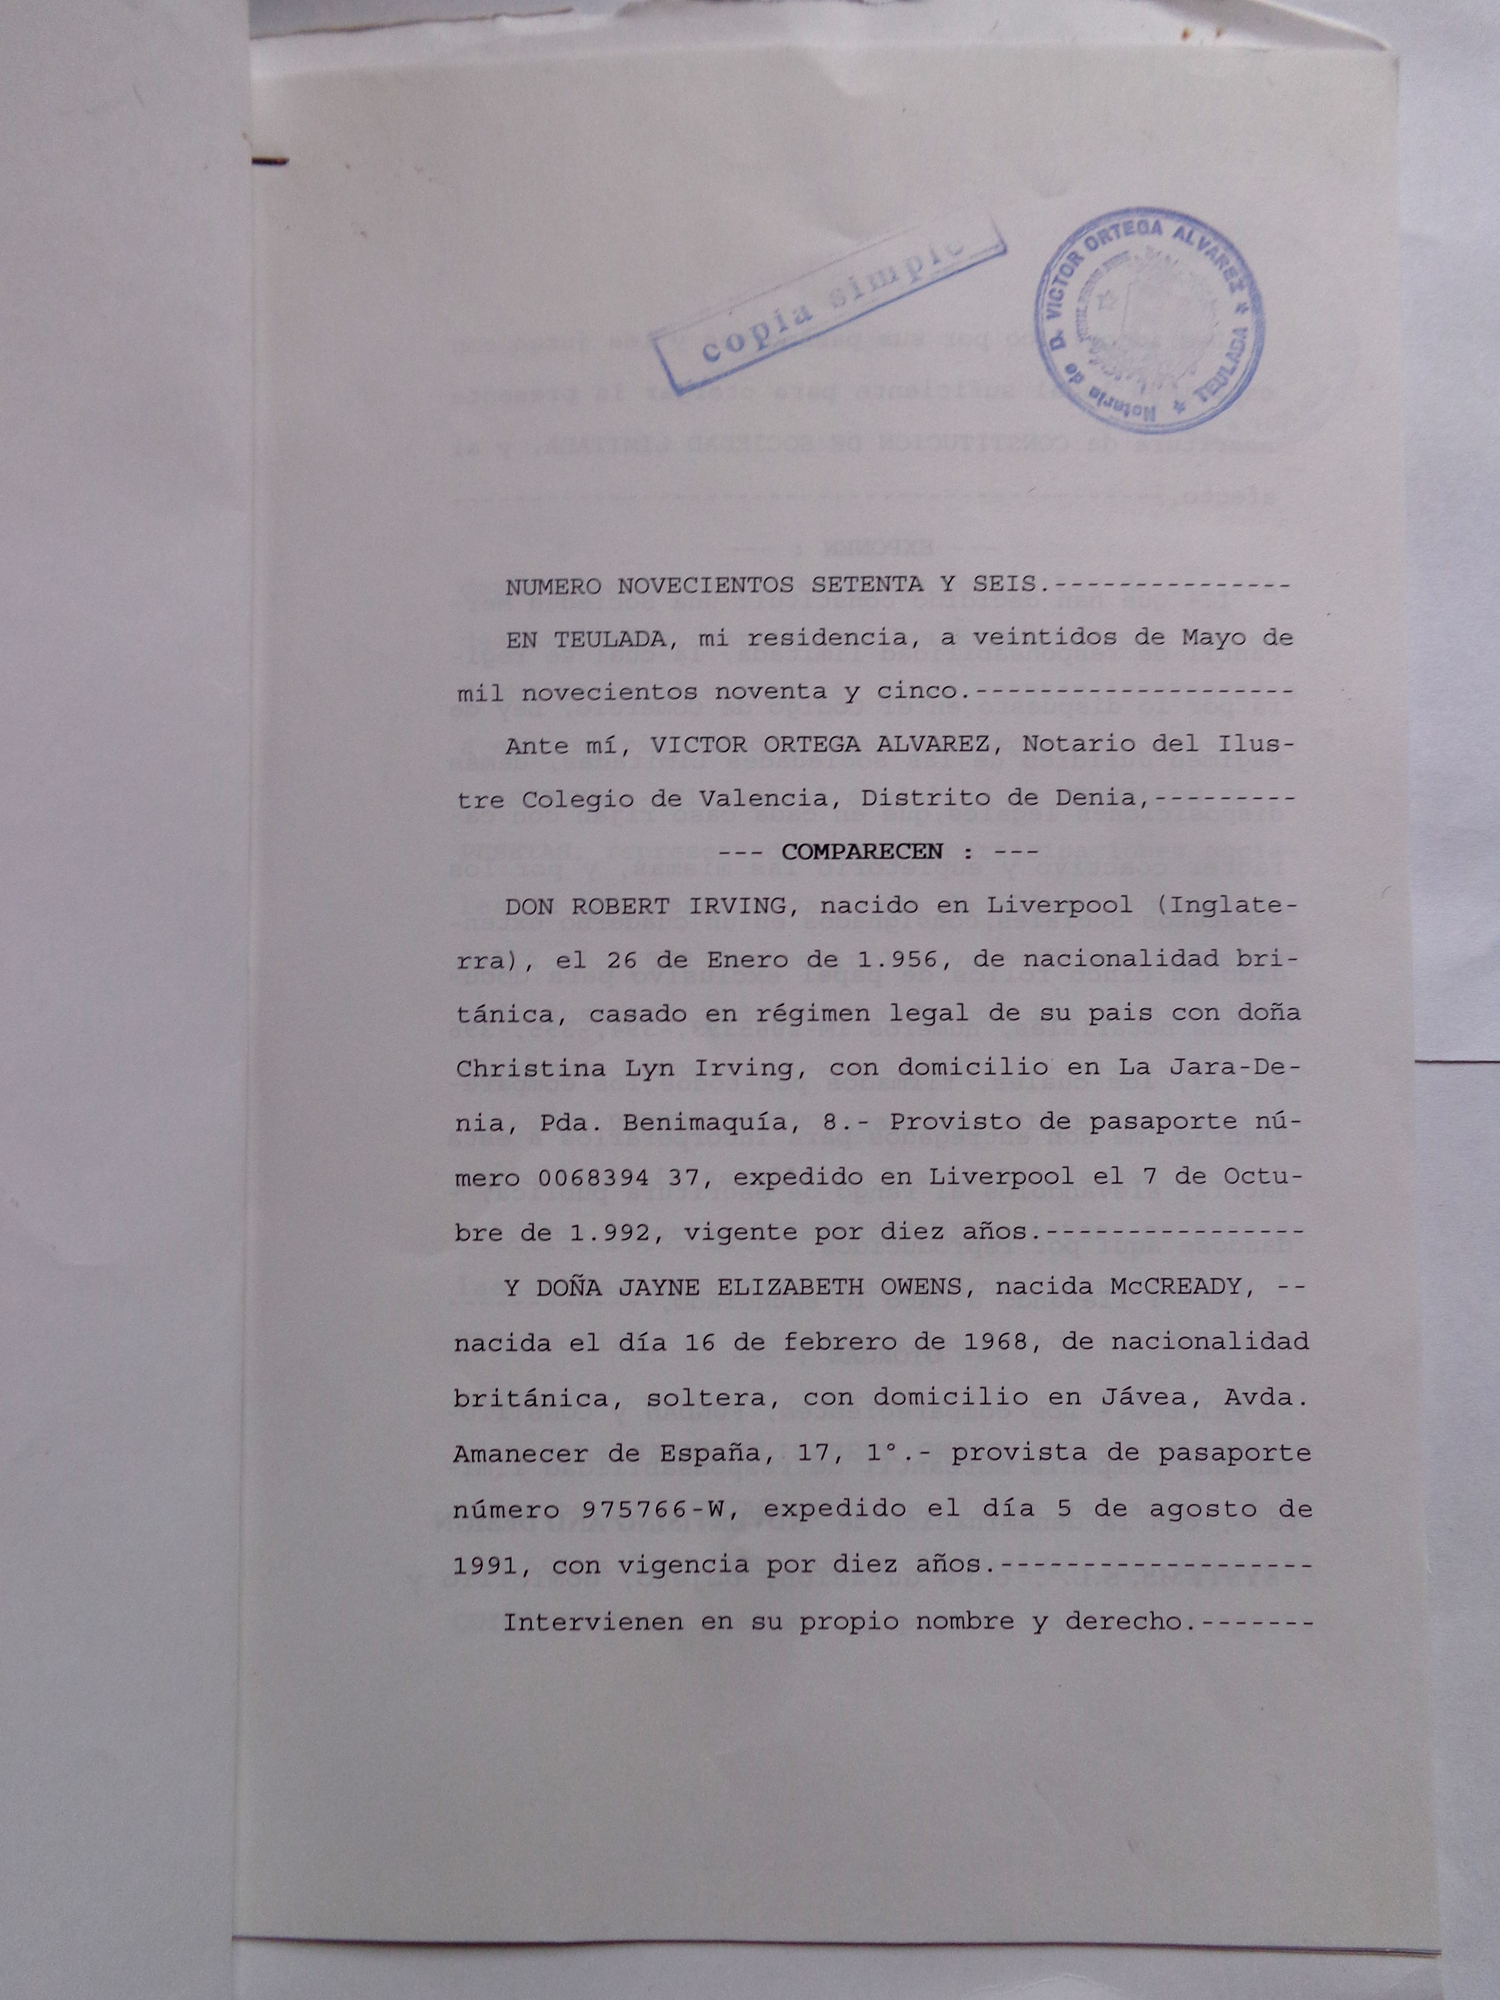 copia simple
Notaria de D. VICTOR ORTEGA ALVAREZ * TEULADA *
NUMERO NOVECIENTOS SETENTA Y SEIS.---------------
EN TEULADA, mi residencia, a veintidos de Mayo de
mil novecientos noventa y cinco.--------------------
Ante mí, VICTOR ORTEGA ALVAREZ, Notario del Ilus-
tre Colegio de Valencia, Distrito de Denia,---------
--- COMPARECEN : ---
DON ROBERT IRVING, nacido en Liverpool (Inglate-
rra), el 26 de Enero de 1.956, de nacionalidad bri-
tánica, casado en régimen legal de su pais con doña
Christina Lyn Irving, con domicilio en La Jara-De-
nia, Pda. Benimaquía, 8.- Provisto de pasaporte nú-
mero 0068394 37, expedido en Liverpool el 7 de Octu-
bre de 1.992, vigente por diez años.----------------
Y DOÑA JAYNE ELIZABETH OWENS, nacida McCREADY, --
nacida el día 16 de febrero de 1968, de nacionalidad
británica, soltera, con domicilio en Jávea, Avda.
Amanecer de España, 17, 1°.- provista de pasaporte
número 975766-W, expedido el día 5 de agosto de
1991, con vigencia por diez años.-------------------
Intervienen en su propio nombre y derecho.-------